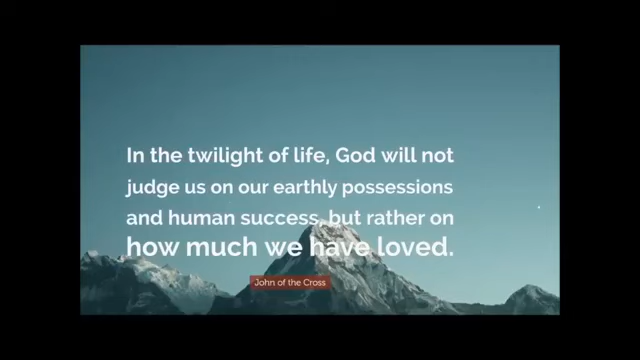 In the twilight of life, God will not
judge us on our earthly possessions
and human success, but rather on
how much we have loved.
John of the Cross